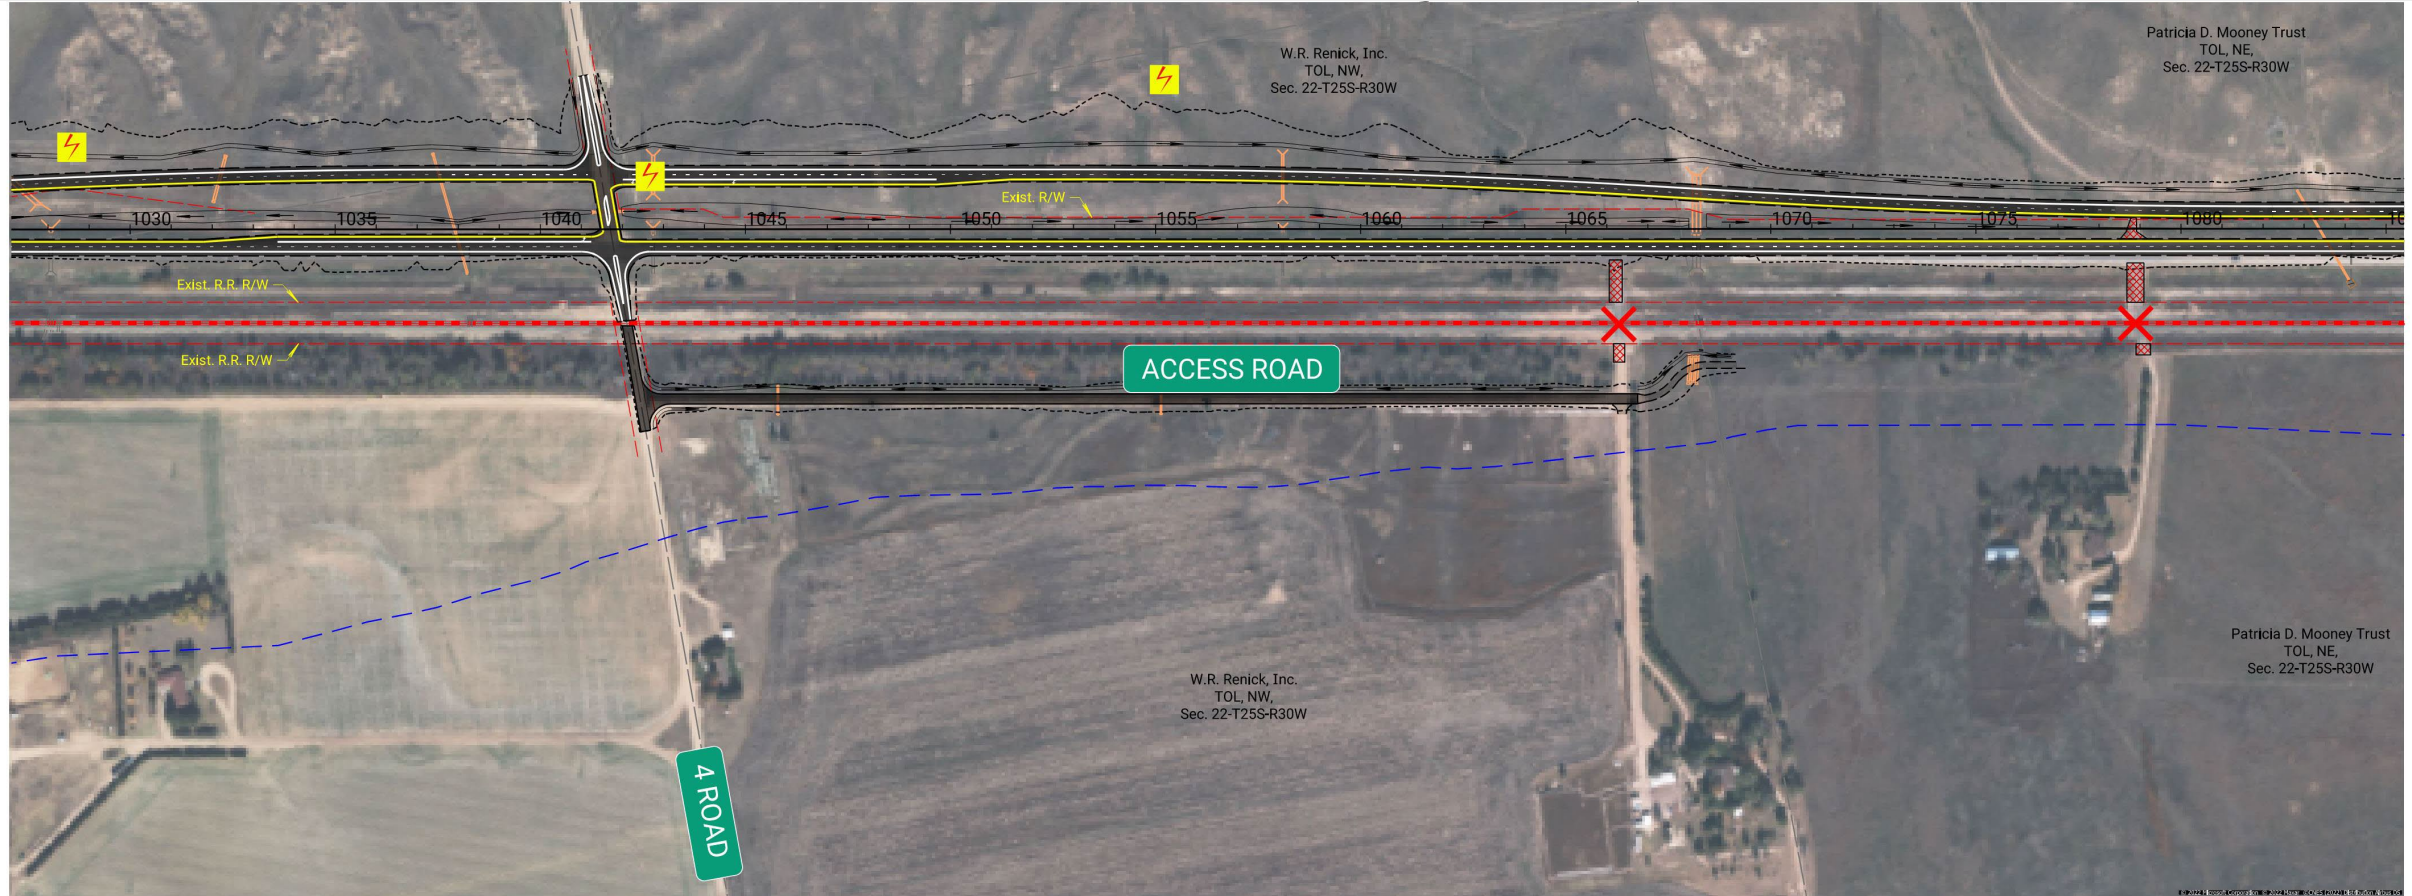 Patricia D. Mooney Trust
TOL, NE,
Sec. 22-T25S-R30W
W.R. Renick, Inc.
TOL, NW,
Sec. 22-T25S-R30W
Exist. R/W
1030
1035
1040
1045
1050
1055
1060
1065
1070
1075
1080
Exist. R.R. R/W
Exist. R.R. R/W
ACCESS ROAD
Patricia D. Mooney Trust
TOL, NE,
Sec. 22-T25S-R30W
W.R. Renick, Inc.
TOL, NW,
Sec. 22-T25S-R30W
4 ROAD